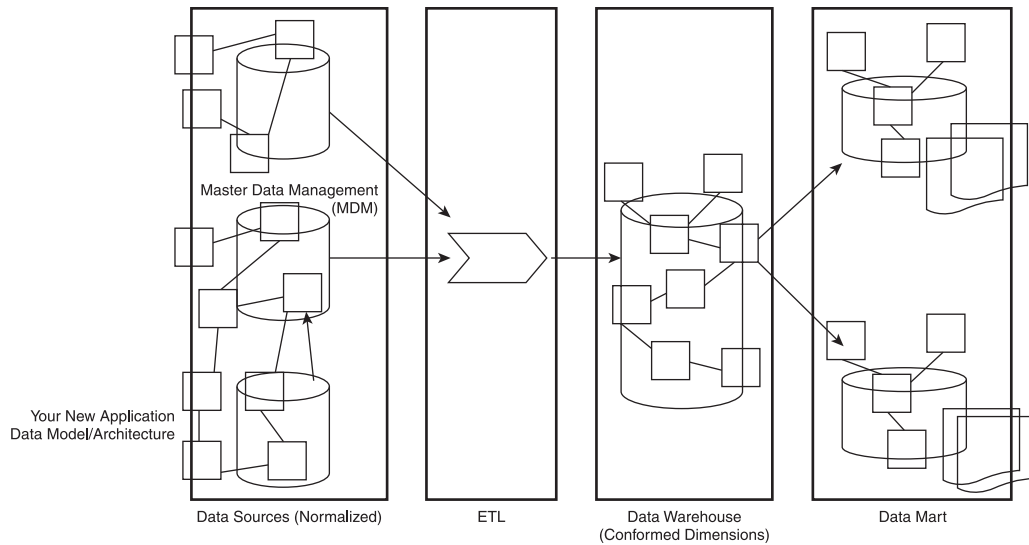 Master Data Management
(MDM)
Your New Application
Data Model/Architecture
Data Sources (Normalized)
ETL
Data Warehouse
(Conformed Dimensions)
Data Mart